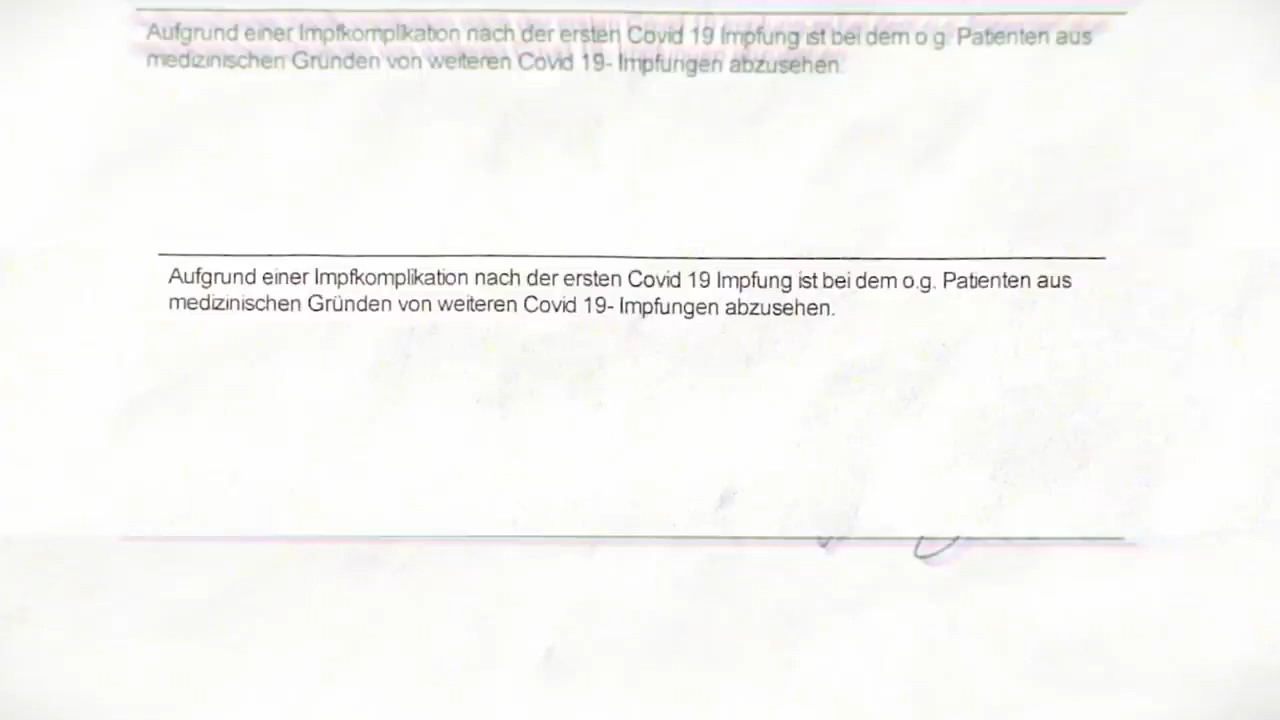 Aufgrund einer Impfkomplikation nach der ersten Covid 19 Impfung ist bei dem o g. Patienten aus
medizinischen Gründen von weiteren Covid 19- Impfungen abzusehen.
Aufgrund einer Impfkomplikation nach der ersten Covid 19 Impfung ist bei dem o.g. Patienten aus
medizinischen Gründen von weiteren Covid 19- Impfungen abzusehen.